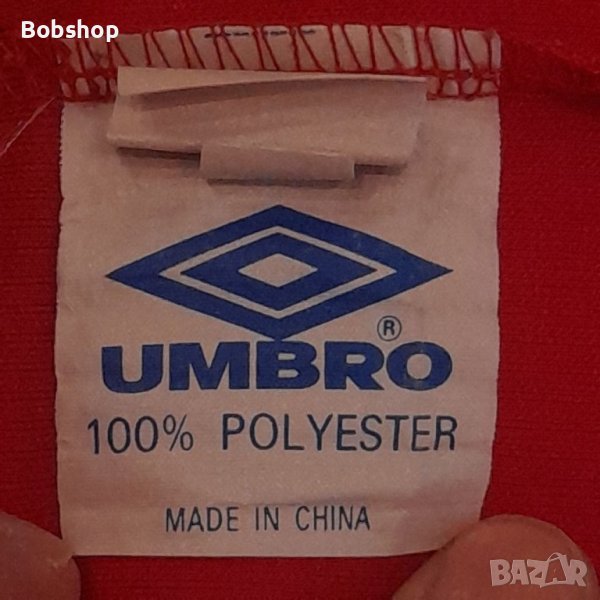 Bobshop
®
UMBRO
100% POLYESTER
MADE IN CHINA
BAZAR